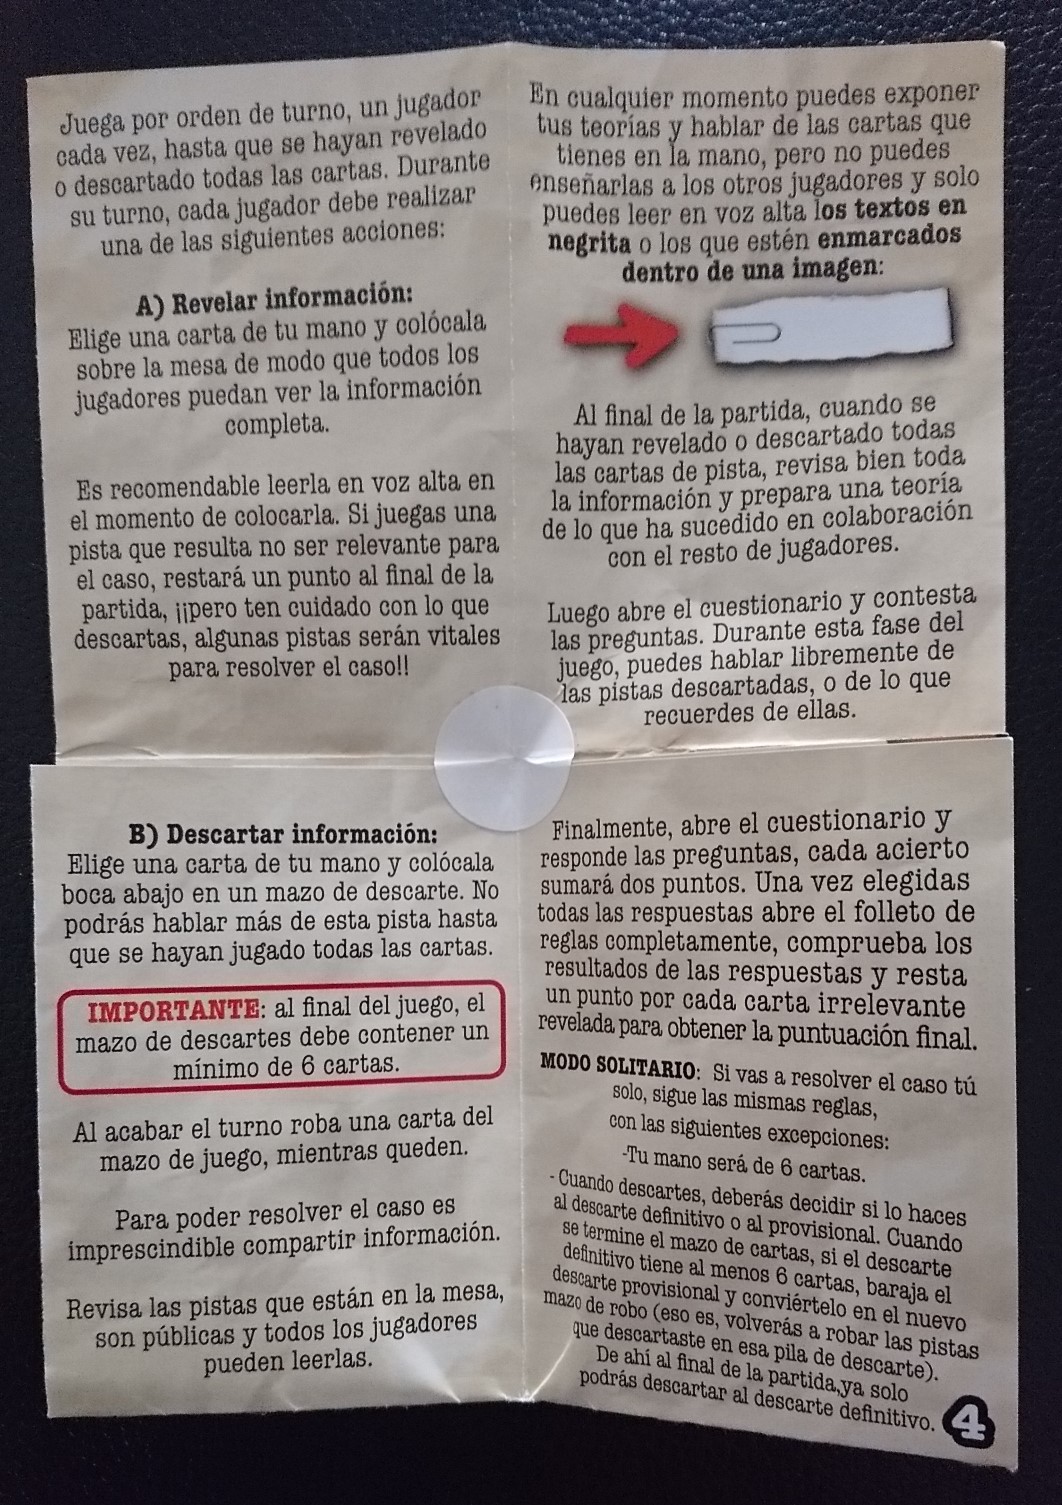 Juega por orden de turno, un jugador
cada vez, hasta que se hayan revelado
o descartado todas las cartas. Durante
su turno, cada jugador debe realizar
una de las siguientes acciones:
A) Revelar información:
Elige una carta de tu mano y colócala
sobre la mesa de modo que todos los
jugadores puedan ver la información
completa.
Es recomendable leerla en voz alta en
el momento de colocarla. Si juegas una
pista que resulta no ser relevante para
el caso, restará un punto al final de la
partida, ¡¡pero ten cuidado con lo que
descartas, algunas pistas serán vitales
para resolver el caso!!
B) Descartar información:
Elige una carta de tu mano y colócala
boca abajo en un mazo de descarte. No
podrás hablar más de esta pista hasta
que se hayan jugado todas las cartas.
IMPORTANTE: al final del juego, el
mazo de descartes debe contener un
mínimo de 6 cartas.
Al acabar el turno roba una carta del
mazo de juego, mientras queden.
Para poder resolver el caso es
imprescindible compartir información.
Revisa las pistas que están en la mesa,
son públicas y todos los jugadores
pueden leerlas.
En cualquier momento puedes exponer
tus teorías y hablar de las cartas que
tienes en la mano, pero no puedes
enseñarlas a los otros jugadores y solo
puedes leer en voz alta los textos en
negrita o los que estén enmarcados
dentro de una imagen:
Al final de la partida, cuando se
hayan revelado o descartado todas
las cartas de pista, revisa bien toda
la información y prepara una teoría
de lo que ha sucedido en colaboración
con el resto de jugadores.
Luego abre el cuestionario y contesta
las preguntas. Durante esta fase del
juego, puedes hablar libremente de
las pistas descartadas, o de lo que
recuerdes de ellas.
Finalmente, abre el cuestionario y
responde las preguntas, cada acierto
sumará dos puntos. Una vez elegidas
todas las respuestas abre el folleto de
reglas completamente, comprueba los
resultados de las respuestas y resta
un punto por cada carta irrelevante
revelada para obtener la puntuación final.
MODO SOLITARIO: Si vas a resolver el caso tú
solo, sigue las mismas reglas,
con las siguientes excepciones:
-Tu mano será de 6 cartas.
- Cuando descartes, deberás decidir si lo haces
al descarte definitivo o al provisional. Cuando
se termine el mazo de cartas, si el descarte
definitivo tiene al menos 6 cartas, baraja el
descarte provisional y conviértelo en el nuevo
mazo de robo (eso es, volverás a robar las pistas
que descartaste en esa pila de descarte).
De ahí al final de la partida,ya solo
podrás descartar al descarte definitivo.
4